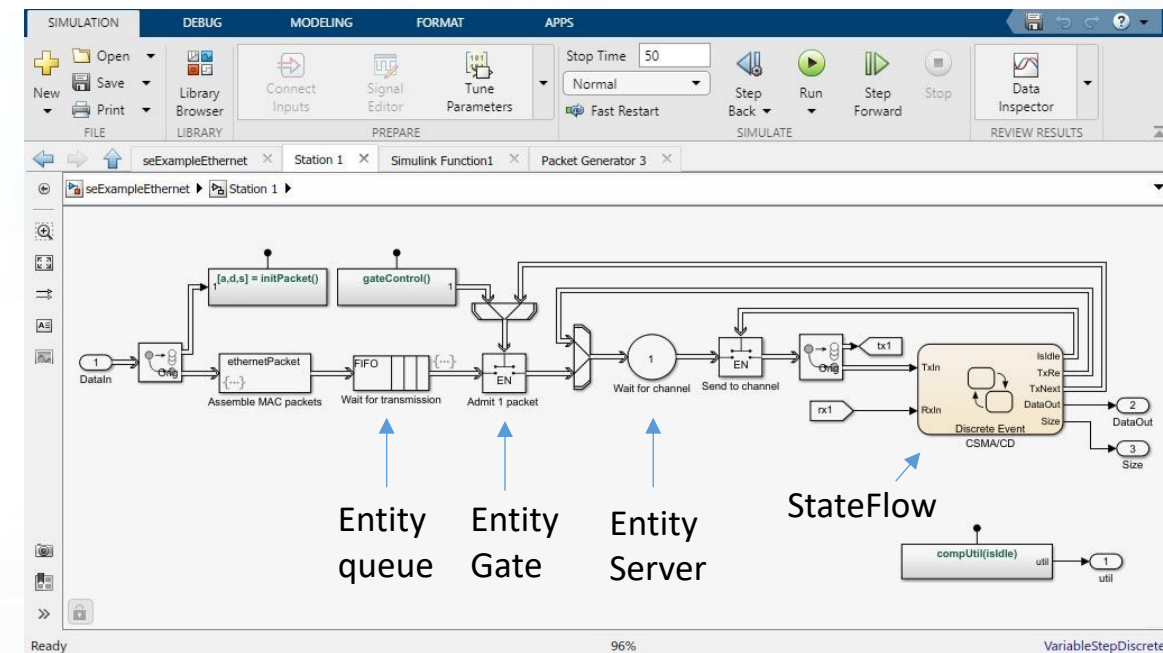 SIMULATION DEBUG MODELING FORMAT APPS
New
Open
Save
Print
FILE
Library
Browser
LIBRARY
Connect
Inputs
Signal
Editor
Tune
Parameters
PREPARE
Stop Time 50
Normal
Fast Restart
Step
Back
Run
Step
Forward
Stop
SIMULATE
Data
Inspector
REVIEW RESULTS
seExampleEthernet Station 1 Simulink Function1 Packet Generator 3
seExampleEthernet Station 1
[a,d,s] = initPacket()
1
gateControl()
1
1
DataIn
Orig
ethernetPacket
{...}
Assemble MAC packets
FIFO
Wait for transmission
{...}
EN
Admit 1 packet
1
Wait for channel
EN
Send to channel
Orig
tx1
rx1
TxIn
RxIn
IsIdle
TxRe
TxNext
DataOut
Size
Discrete Event
CSMA/CD
2
DataOut
3
Size
Entity
queue
Entity
Gate
Entity
Server
StateFlow
compUtil(isIdle)
util
1
util
Ready 96% VariableStepDiscrete